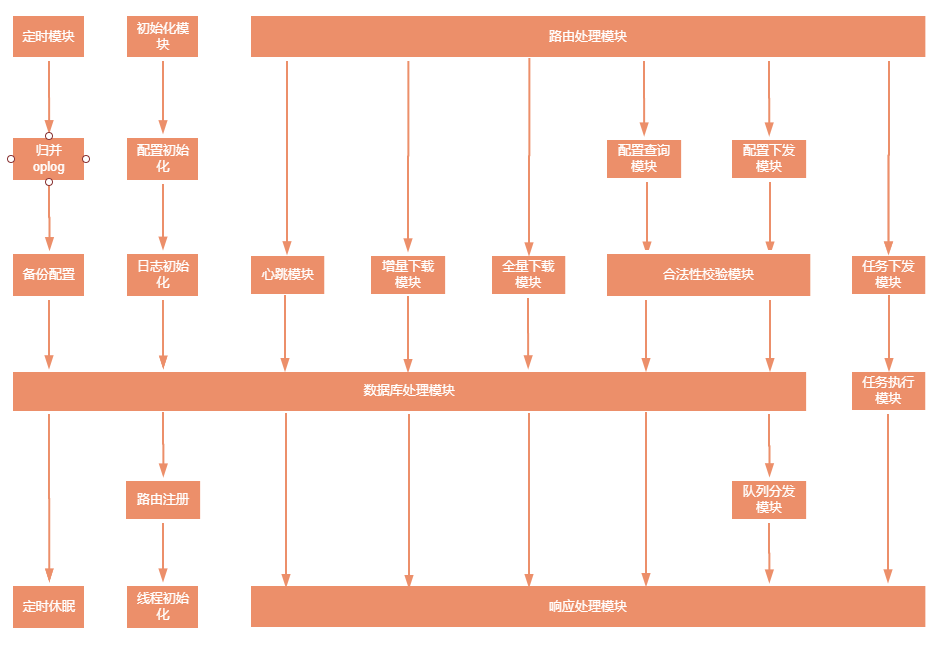 定时模块
初始化模
块
路由处理模块
归并
oplog
配置初始
化
配置查询
模块
配置下发
模块
备份配置
日志初始
化
心跳模块
增量下载
模块
全量下载
模块
合法性校验模块
任务下发
模块
数据库处理模块
任务执行
模块
路由注册
队列分发
模块
定时休眠
线程初始
化
响应处理模块